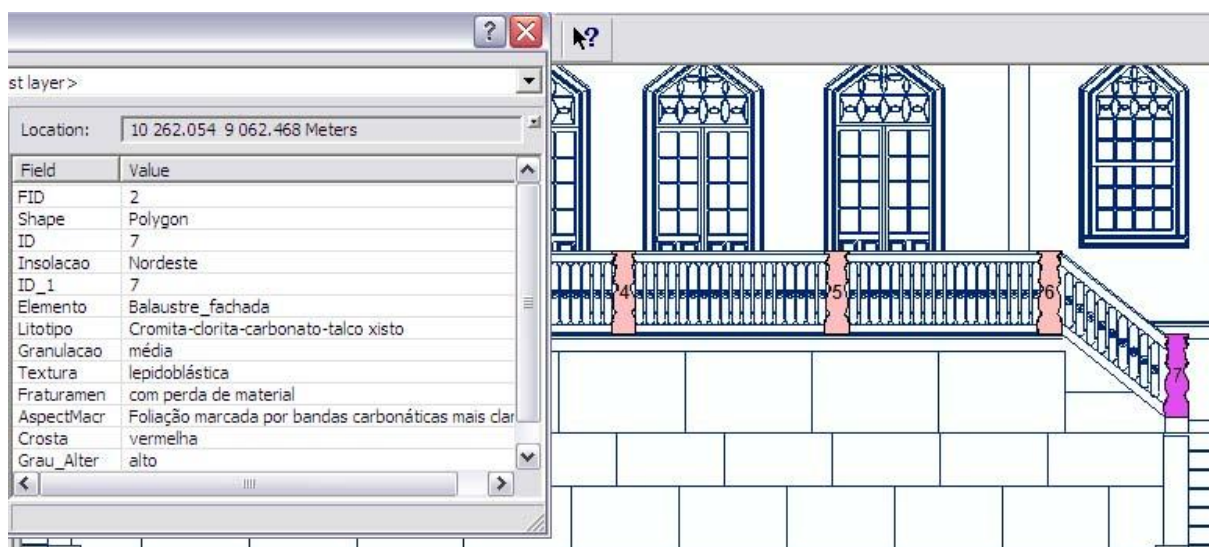 st layer>
Location: 10 262.054 9 062.468 Meters
Field Value
FID 2
Shape Polygon
ID 7
Insolacao Nordeste
ID_1 7
Elemento Balaustre_fachada
Litotipo Cromita-clorita-carbonato-talco xisto
Granulacao média
Textura lepidoblástica
Fraturamen com perda de material
AspectMacr Foliação marcada por bandas carbonáticas mais clar
Crosta vermelha
Grau_Alter alto
4
5
6
7